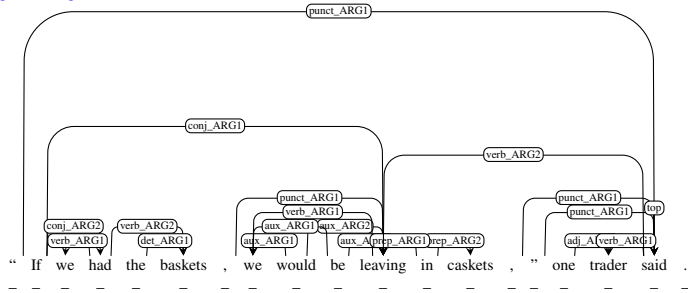 punct_ARG1
conj_ARG1
verb_ARG2
punct_ARG1 punct_ARG1
verb_ARG1 punct_ARG1 top
conj_ARG2 verb_ARG2 aux_ARG1 aux_ARG2
verb_ARG1 det_ARG1 aux_ARG1 prep_ARG1 verb_ARG1
“ If we had the baskets , we would be leaving in caskets , ” one trader said .